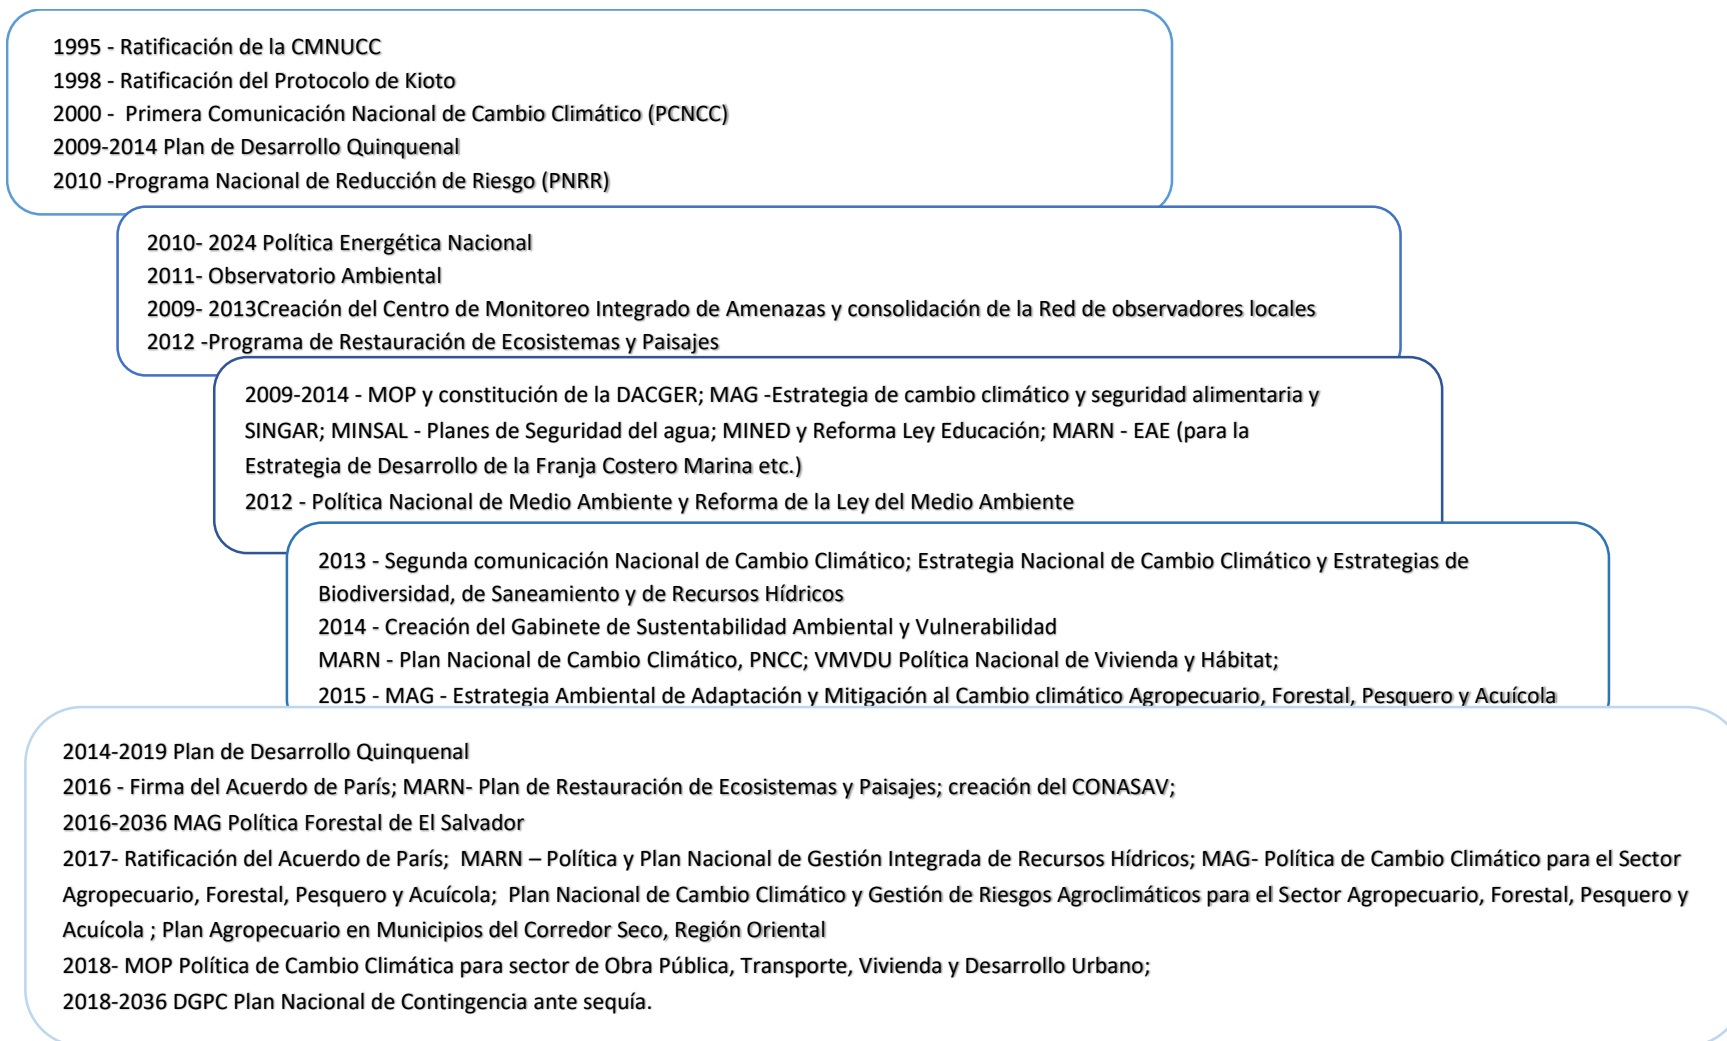 1995 - Ratificación de la CMNUCC
1998 - Ratificación del Protocolo de Kioto
2000 - Primera Comunicación Nacional de Cambio Climático (PCNCC)
2009-2014 Plan de Desarrollo Quinquenal
2010 -Programa Nacional de Reducción de Riesgo (PNRR)
2010- 2024 Política Energética Nacional
2011- Observatorio Ambiental
2009- 2013Creación del Centro de Monitoreo Integrado de Amenazas y consolidación de la Red de observadores locales
2012 -Programa de Restauración de Ecosistemas y Paisajes
2009-2014 - MOP y constitución de la DACGER; MAG -Estrategia de cambio climático y seguridad alimentaria y
SINGAR; MINSAL - Planes de Seguridad del agua; MINED y Reforma Ley Educación; MARN - EAE (para la
Estrategia de Desarrollo de la Franja Costero Marina etc.)
2012 - Política Nacional de Medio Ambiente y Reforma de la Ley del Medio Ambiente
2013 - Segunda comunicación Nacional de Cambio Climático; Estrategia Nacional de Cambio Climático y Estrategias de
Biodiversidad, de Saneamiento y de Recursos Hídricos
2014 - Creación del Gabinete de Sustentabilidad Ambiental y Vulnerabilidad
MARN - Plan Nacional de Cambio Climático, PNCC; VMVDU Política Nacional de Vivienda y Hábitat;
2015 - MAG - Estrategia Ambiental de Adaptación y Mitigación al Cambio climático Agropecuario, Forestal, Pesquero y Acuícola
2014-2019 Plan de Desarrollo Quinquenal
2016 - Firma del Acuerdo de París; MARN- Plan de Restauración de Ecosistemas y Paisajes; creación del CONASAV;
2016-2036 MAG Política Forestal de El Salvador
2017- Ratificación del Acuerdo de París; MARN – Política y Plan Nacional de Gestión Integrada de Recursos Hídricos; MAG- Política de Cambio Climático para el Sector
Agropecuario, Forestal, Pesquero y Acuícola; Plan Nacional de Cambio Climático y Gestión de Riesgos Agroclimáticos para el Sector Agropecuario, Forestal, Pesquero y
Acuícola ; Plan Agropecuario en Municipios del Corredor Seco, Región Oriental
2018- MOP Política de Cambio Climática para sector de Obra Pública, Transporte, Vivienda y Desarrollo Urbano;
2018-2036 DGPC Plan Nacional de Contingencia ante sequía.